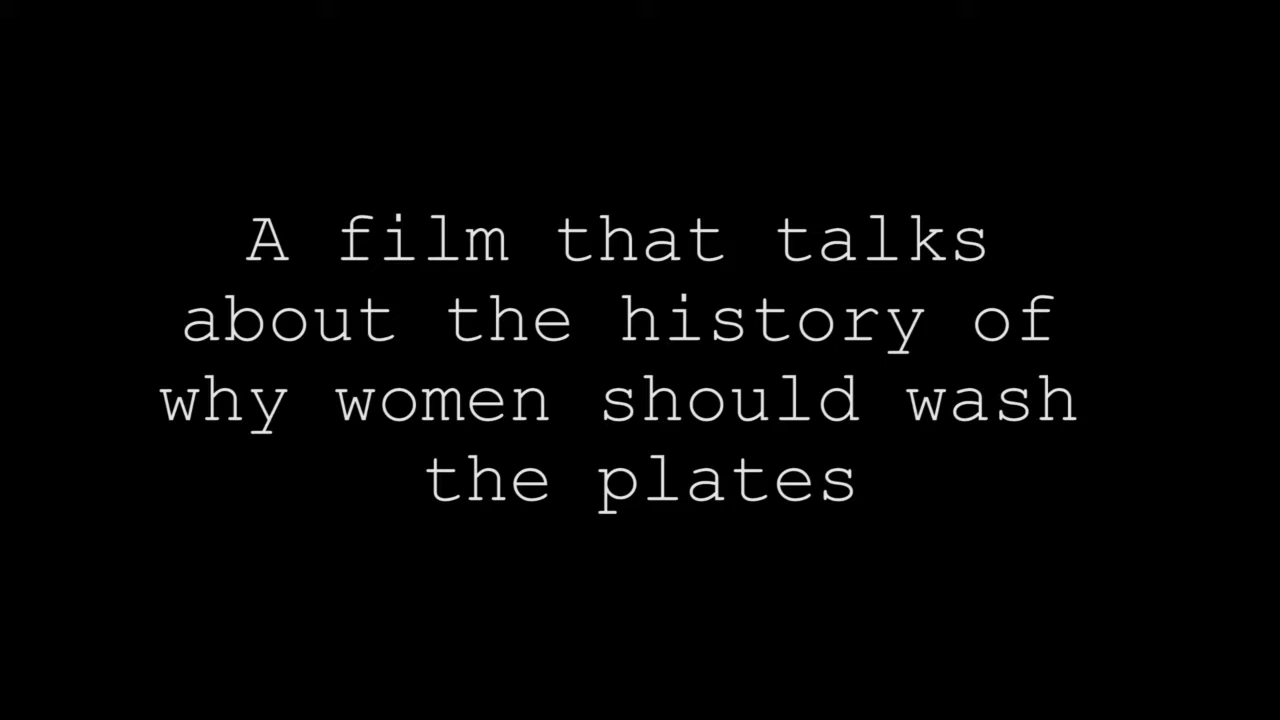 A film that talks
about the history of
why women should wash
the plates